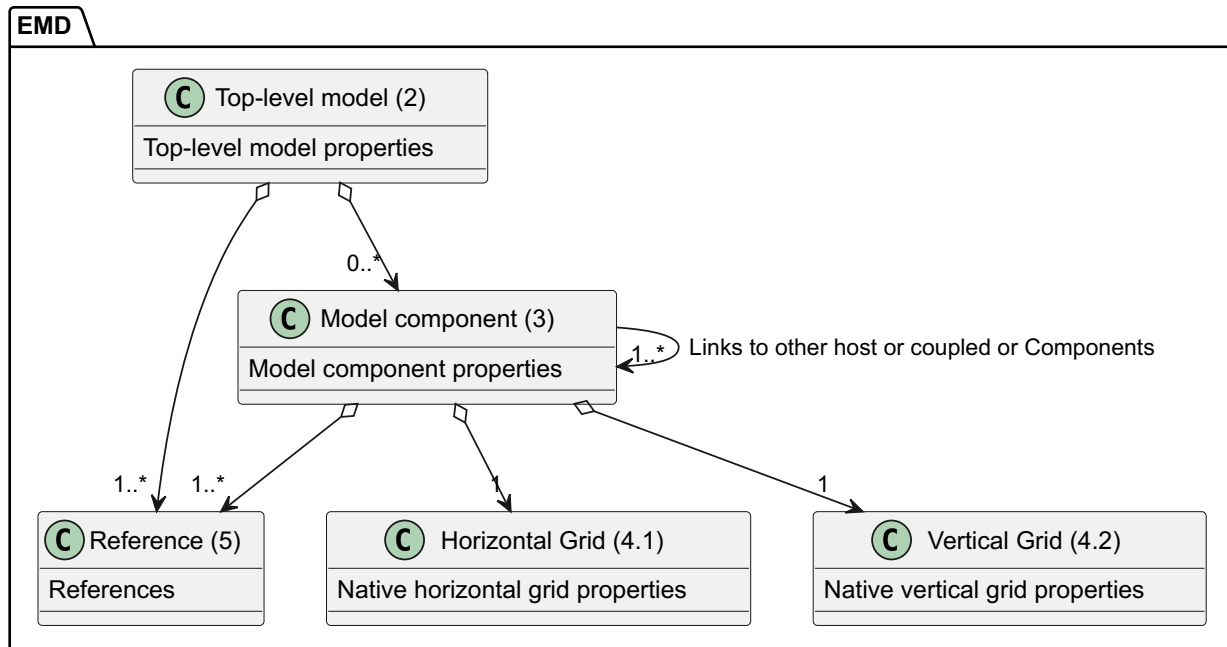 EMD
C Top-level model (2)
Top-level model properties
0..*
C Model component (3)
Model component properties
1..*
Links to other host or coupled or Components
1..*
1..*
1
1
C Reference (5)
References
C Horizontal Grid (4.1)
Native horizontal grid properties
C Vertical Grid (4.2)
Native vertical grid properties